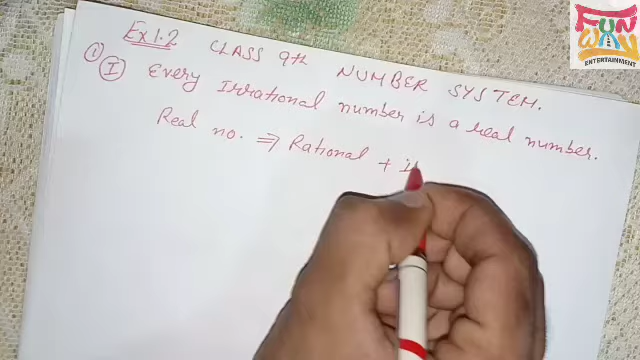 Ex 1.2 CLASS 9th NUMBER SYSTEM.
① Ⓘ Every Irrational number is a real number.
Real no. ⇒ Rational + i
FUN WAY
ENTERTAINMENT